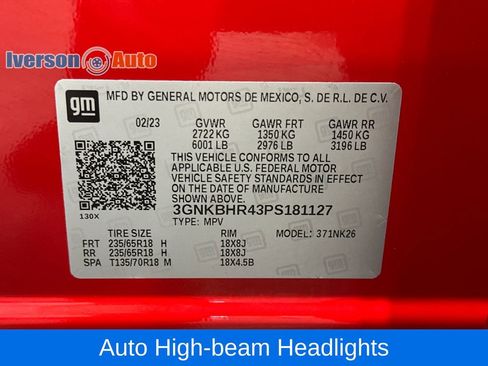 Iverson Auto
gm
MFD BY GENERAL MOTORS DE MEXICO, S. DE R.L. DE C.V.
02/23 GVWR GAWR FRT GAWR RR
2722 KG 1350 KG 1450 KG
6001 LB 2976 LB 3196 LB
THIS VEHICLE CONFORMS TO ALL
APPLICABLE U.S. FEDERAL MOTOR
VEHICLE SAFETY STANDARDS IN
EFFECT ON THE DATE OF
MANUFACTURE SHOWN ABOVE.
3GNKBHR43PS181127
130X TYPE: MPV MODEL: 371NK26
TIRE SIZE RIM
FRT 235/65R18 H 18X8J
RR 235/65R18 H 18X8J
SPA T135/70R18 M 18X4.5B
Auto High-beam Headlights